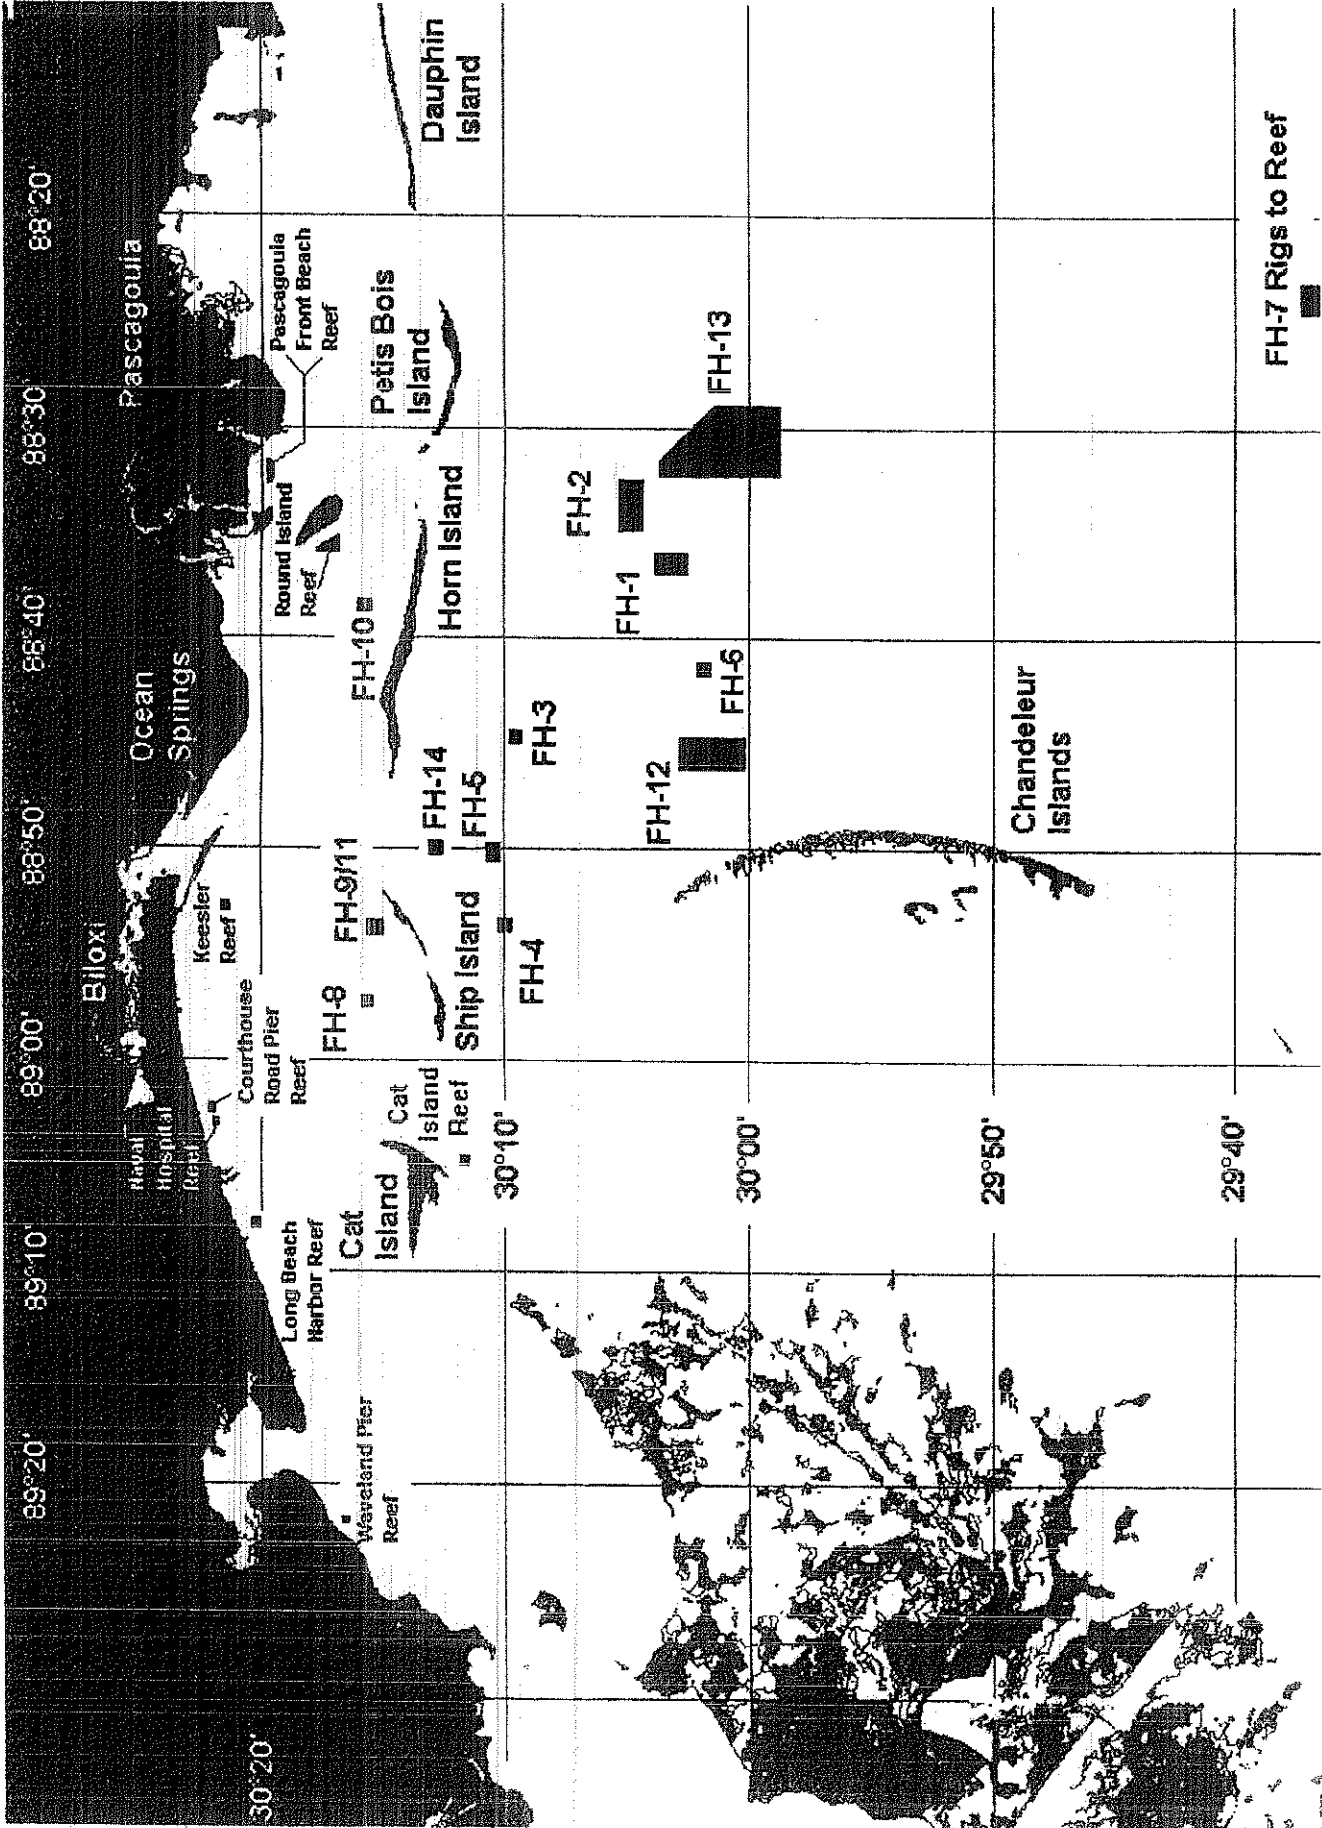 89°20'
89°10'
89°00'
88°50'
88°40'
88°30'
88°20'
Biloxi
Ocean
Springs
Pascagoula
Naval
Hospital
Reef
Keesler
Reef
Courthouse
Road Pier
Reef
Long Beach
Harbor Reef
Waveland Pier
Reef
30°20'
Round Island
Reef
Pascagoula
Front Beach
Reef
FH-8
FH-9/11
FH-10
Cat
Island
Cat
Island
Reef
Ship Island
FH-14
FH-5
Horn Island
Petis Bois
Island
Dauphin
Island
30°10'
FH-4
FH-3
FH-12
FH-6
FH-1
FH-2
FH-13
30°00'
Chandeleur
Islands
29°50'
29°40'
FH-7 Rigs to Reef